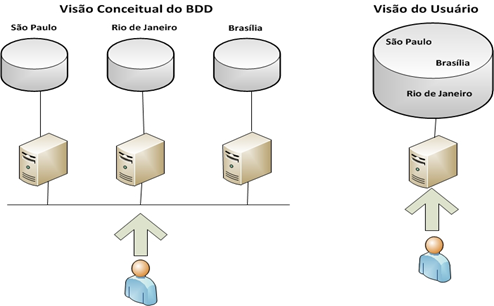 Visão Conceitual do BDD
São Paulo
Rio de Janeiro
Brasília
Visão do Usuário
São Paulo
Brasília
Rio de Janeiro